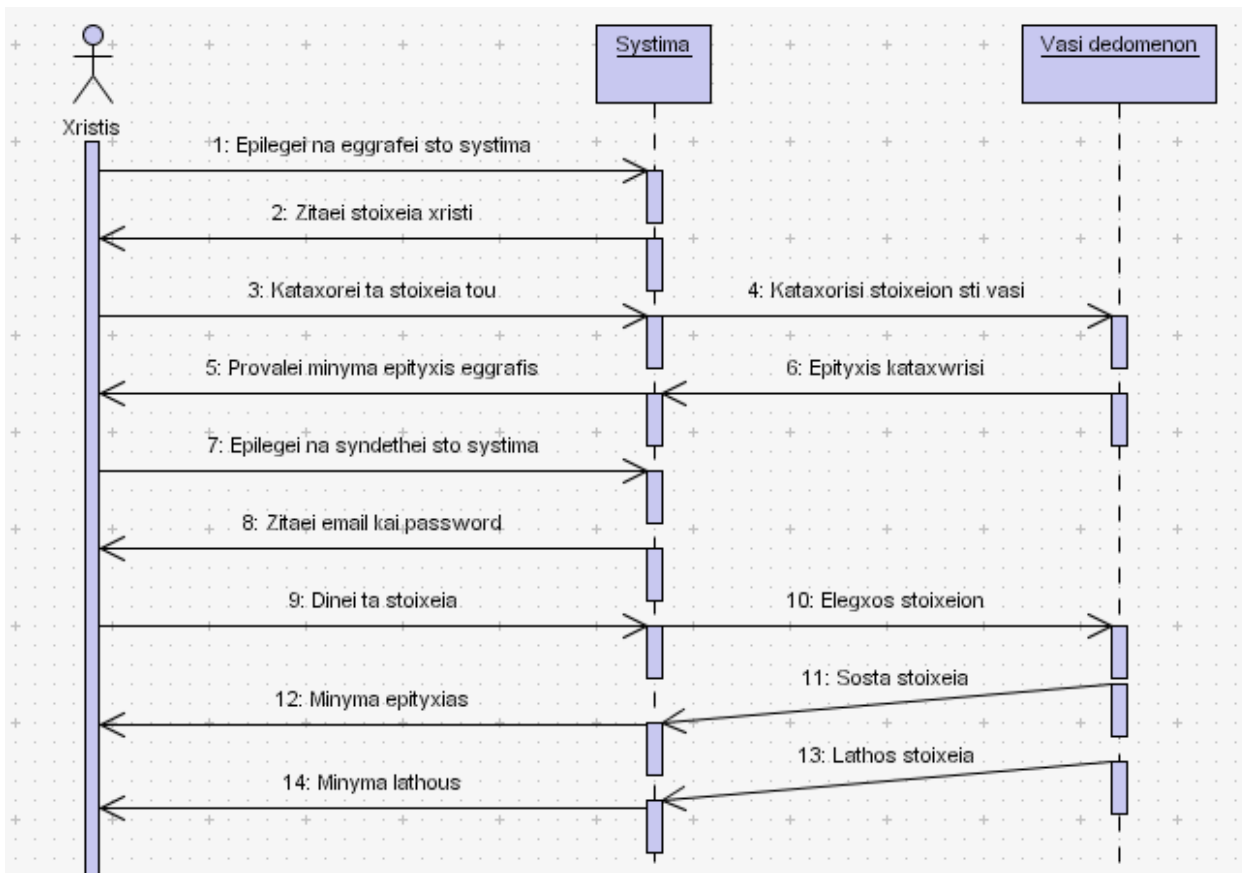 Systima
Vasi dedomenon
Xristis
1: Epilegei na eggrafei sto systima
2: Zitaei stoixeia xristi
3: Kataxorei ta stoixeia tou
4: Kataxorisi stoixeion sti vasi
5: Provalei minyma epityxis eggrafis
6: Epityxis kataxwrisi
7: Epilegei na syndethei sto systima
8: Zitaei email kai password
9: Dinei ta stoixeia
10: Elegxos stoixeion
11: Sosta stoixeia
12: Minyma epityxias
13: Lathos stoixeia
14: Minyma lathous